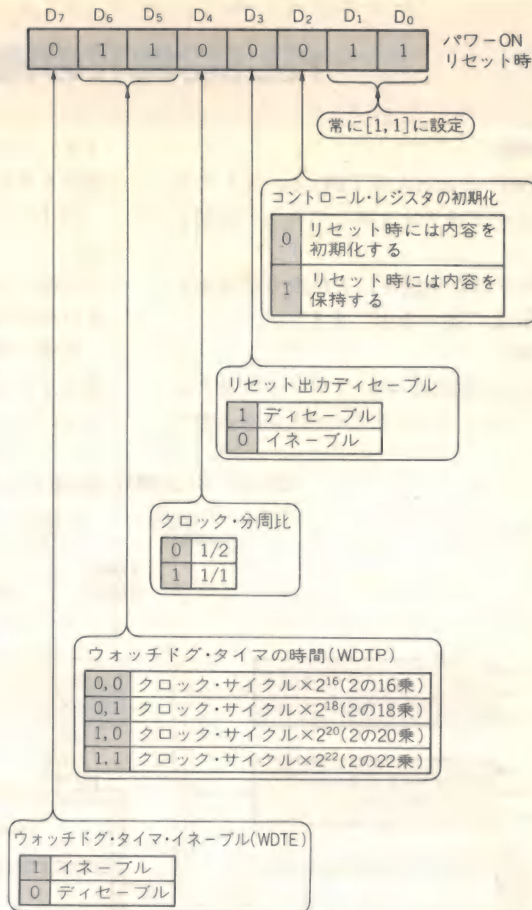 D7 D6 D5 D4 D3 D2 D1 D0
0 1 1 0 0 0 1 1
パワーON
リセット時
常に[1,1]に設定
コントロール・レジスタの初期化
0 リセット時には内容を
初期化する
1 リセット時には内容を
保持する
リセット出力ディセーブル
1 ディセーブル
0 イネーブル
クロック・分周比
0 1/2
1 1/1
ウォッチドグ・タイマの時間(WDTP)
0,0 クロック・サイクル×2¹⁶(2の16乗)
0,1 クロック・サイクル×2¹⁸(2の18乗)
1,0 クロック・サイクル×2²⁰(2の20乗)
1,1 クロック・サイクル×2²²(2の22乗)
ウォッチドグ・タイマ・イネーブル(WDTE)
1 イネーブル
0 ディセーブル